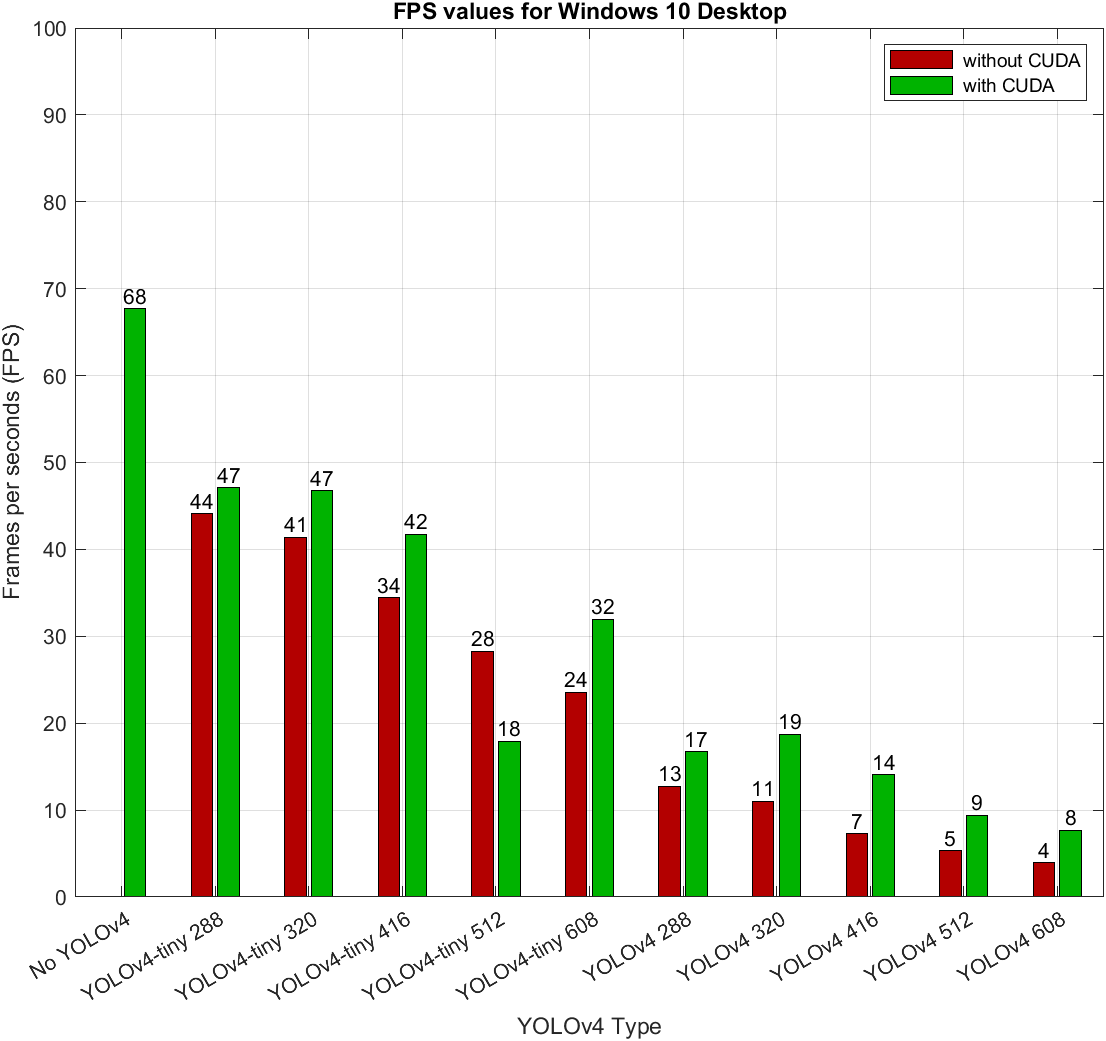 FPS values for Windows 10 Desktop
100
90
80
70
60
50
40
30
20
10
0
Frames per seconds (FPS)
without CUDA
with CUDA
68
44
47
41
47
34
42
28
18
24
32
13
17
11
19
7
14
5
9
4
8
No YOLOv4
YOLOv4-tiny 288
YOLOv4-tiny 320
YOLOv4-tiny 416
YOLOv4-tiny 512
YOLOv4-tiny 608
YOLOv4 288
YOLOv4 320
YOLOv4 416
YOLOv4 512
YOLOv4 608
YOLOv4 Type